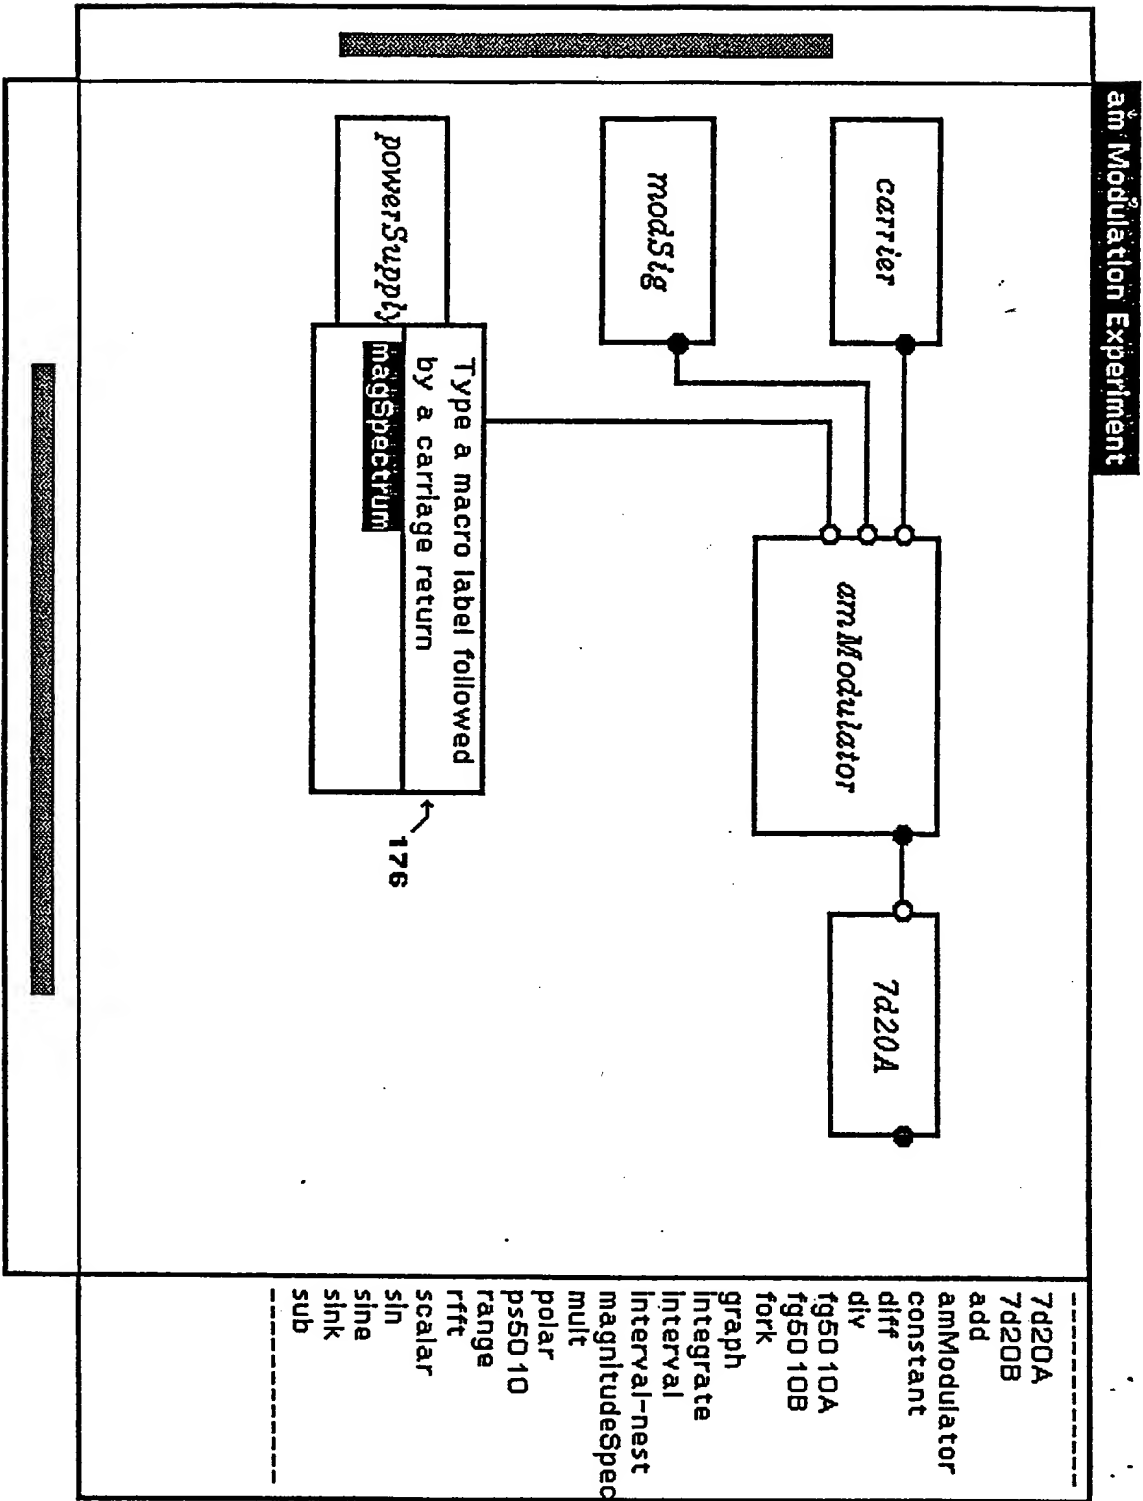 am Modulation Experiment
carrier
amModulator
7d20A
modSig
powerSupply
Type a macro label followed
by a carriage return
magSpectrum
176
----------
7d20A
7d20B
add
amModulator
constant
diff
div
fg5010A
fg5010B
fork
graph
integrate
interval
interval-nest
magnitudeSpec
mult
polar
ps5010
range
rfft
scalar
sin
sine
sink
sub
----------